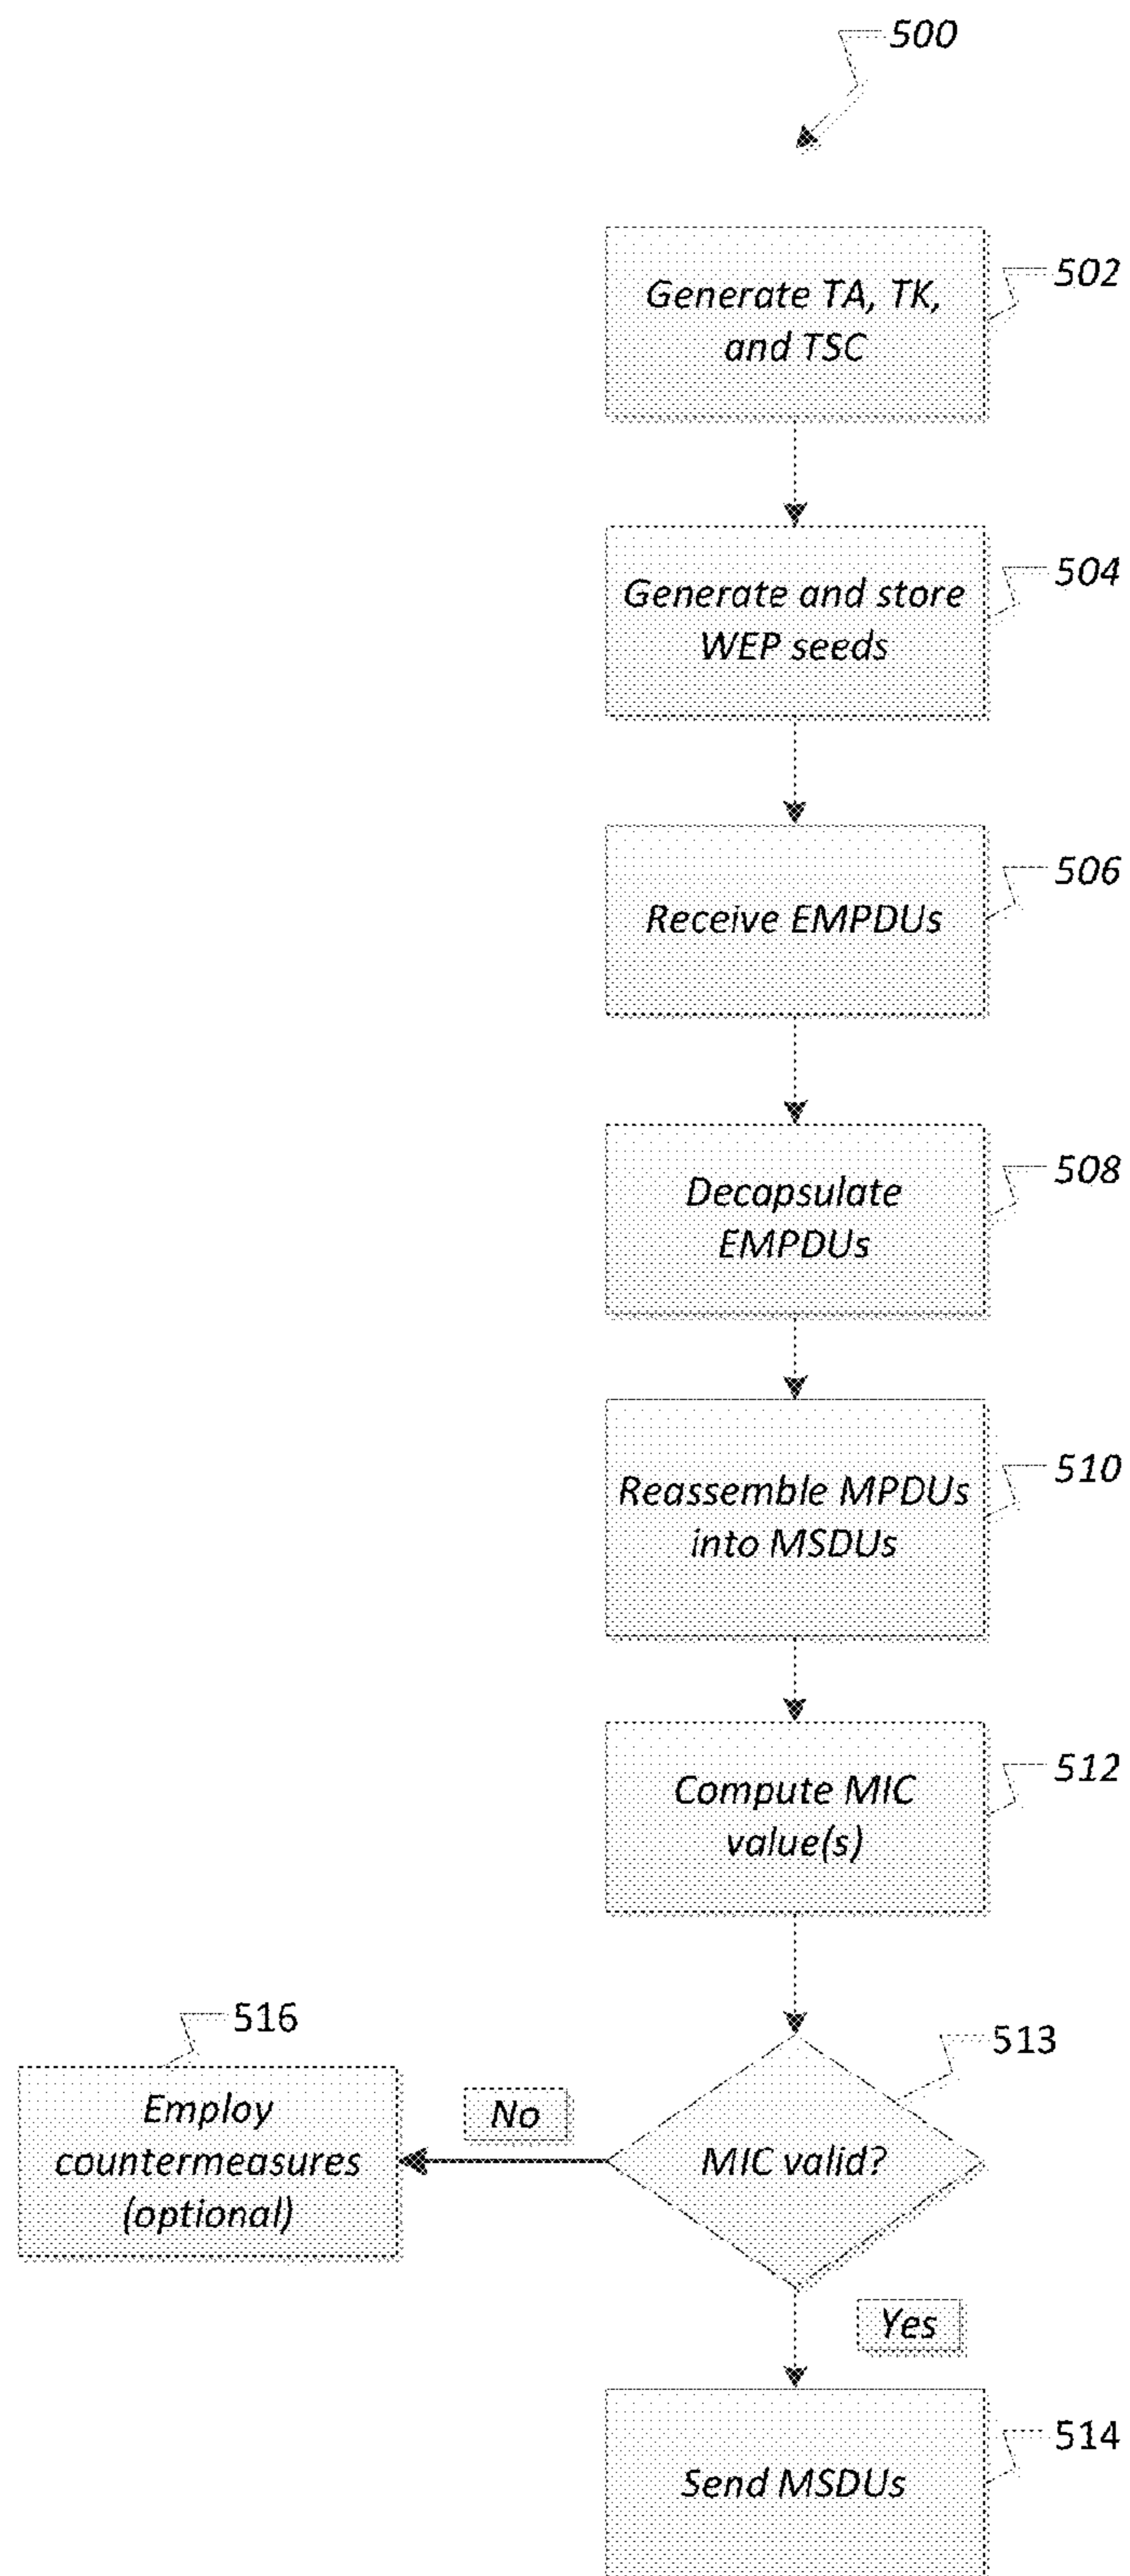 500
Generate TA, TK,
and TSC
502
Generate and store
WEP seeds
504
Receive EMPDUs
506
Decapsulate
EMPDUs
508
Reassemble MPDUs
into MSDUs
510
Compute MIC
value(s)
512
MIC valid?
513
No
516
Employ
countermeasures
(optional)
Yes
Send MSDUs
514